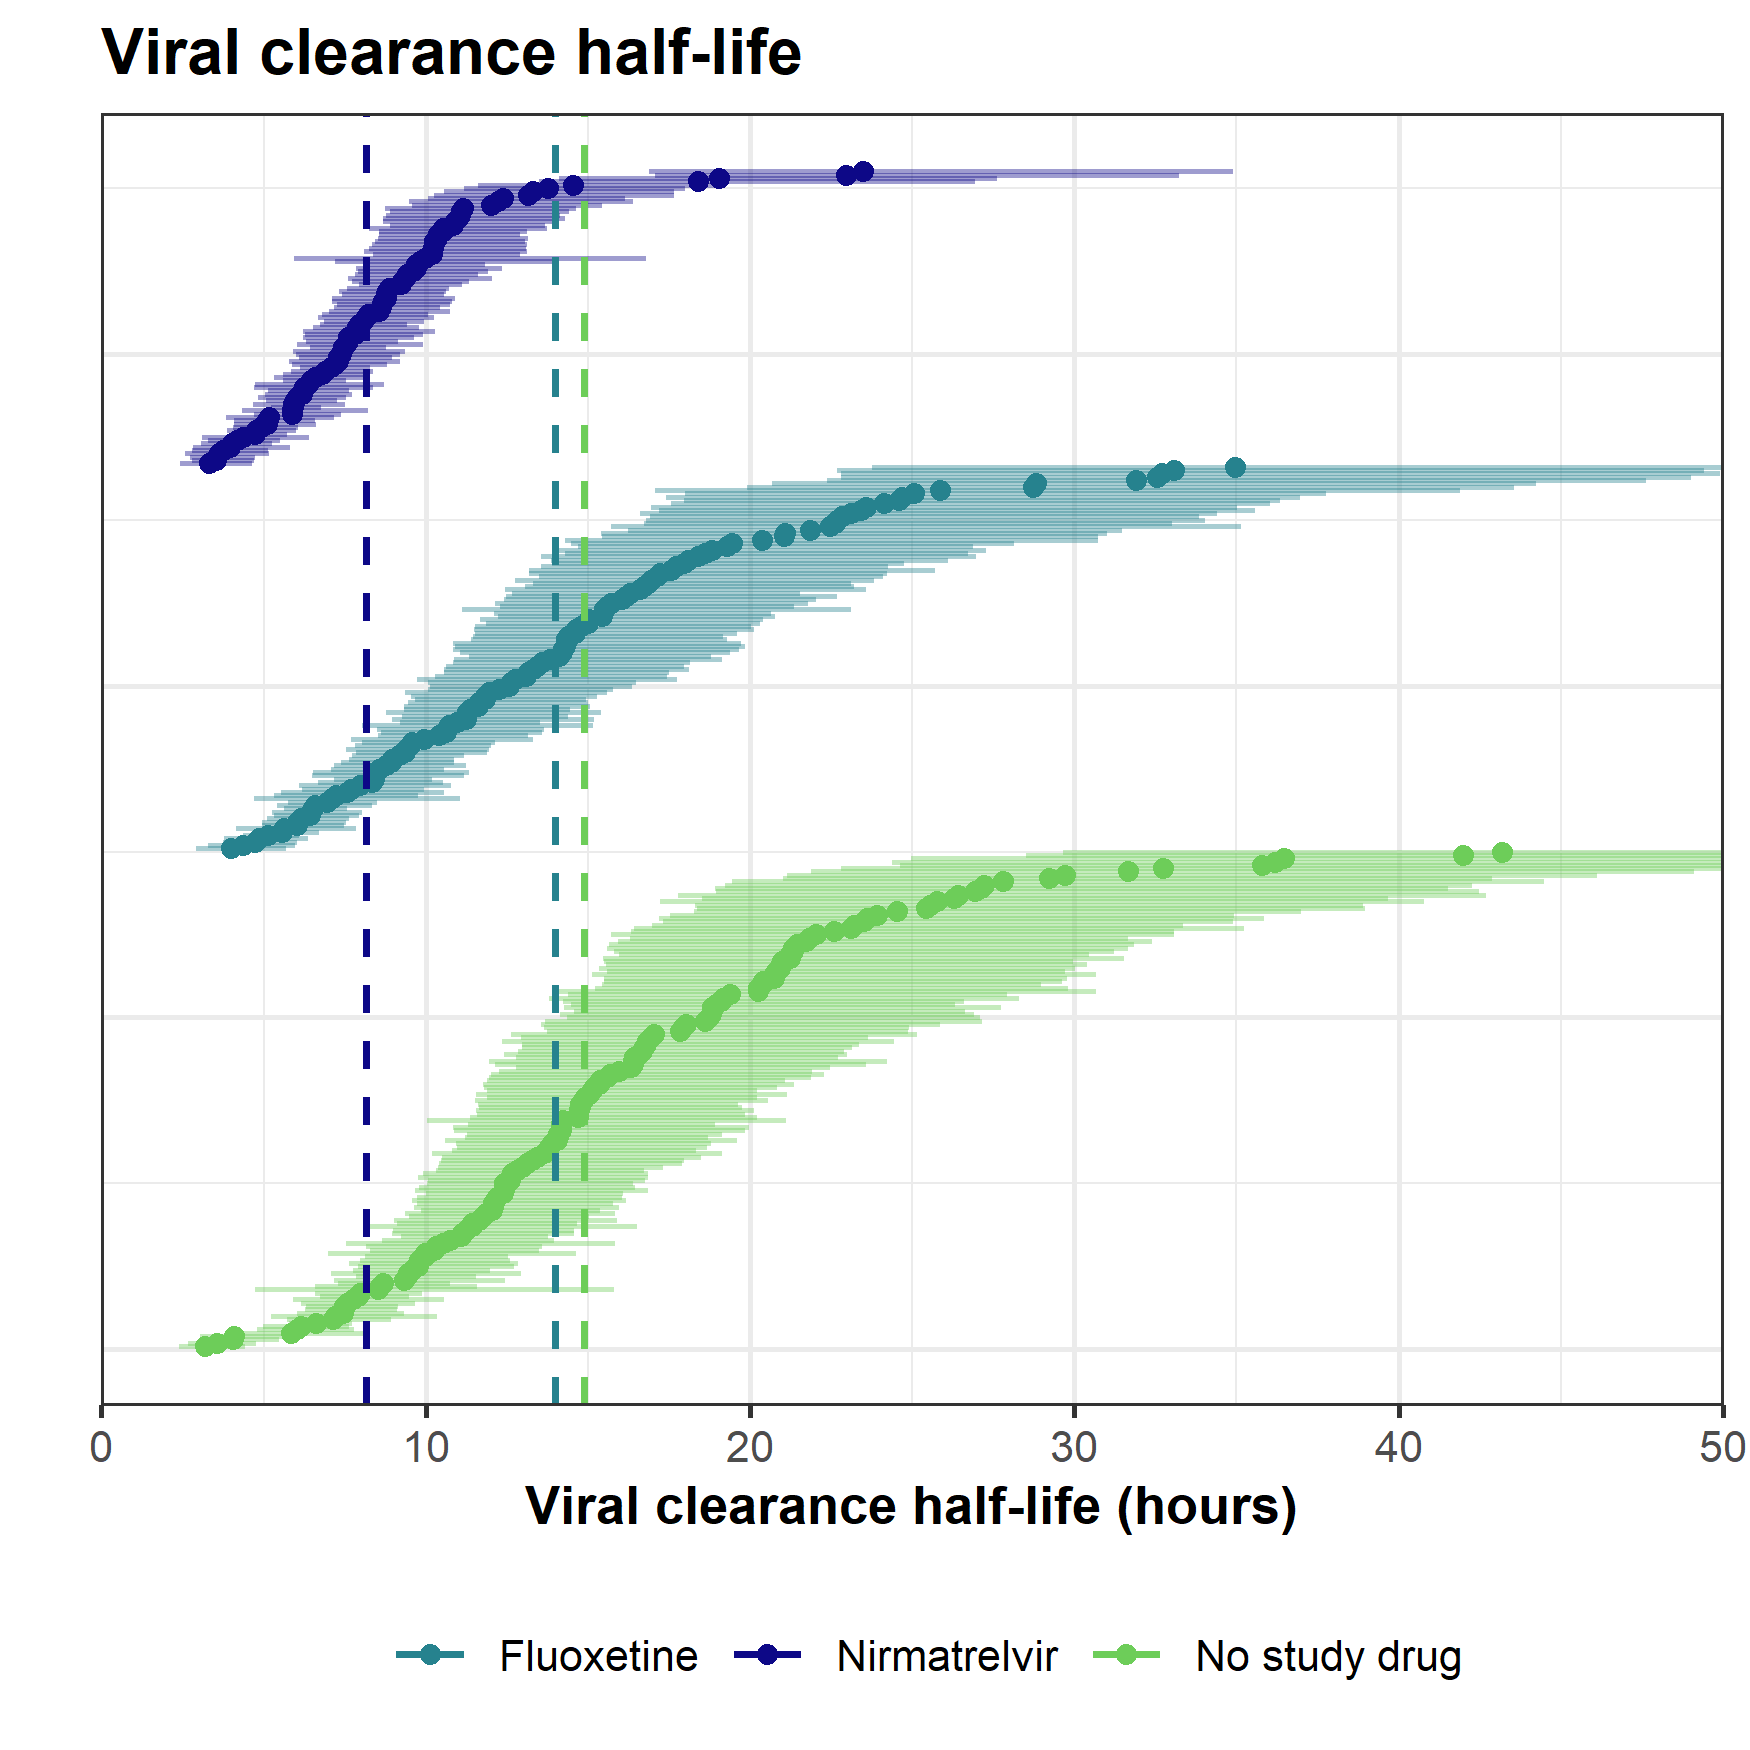 Viral clearance half-life
0 10 20 30 40 50
Viral clearance half-life (hours)
Fluoxetine Nirmatrelvir No study drug